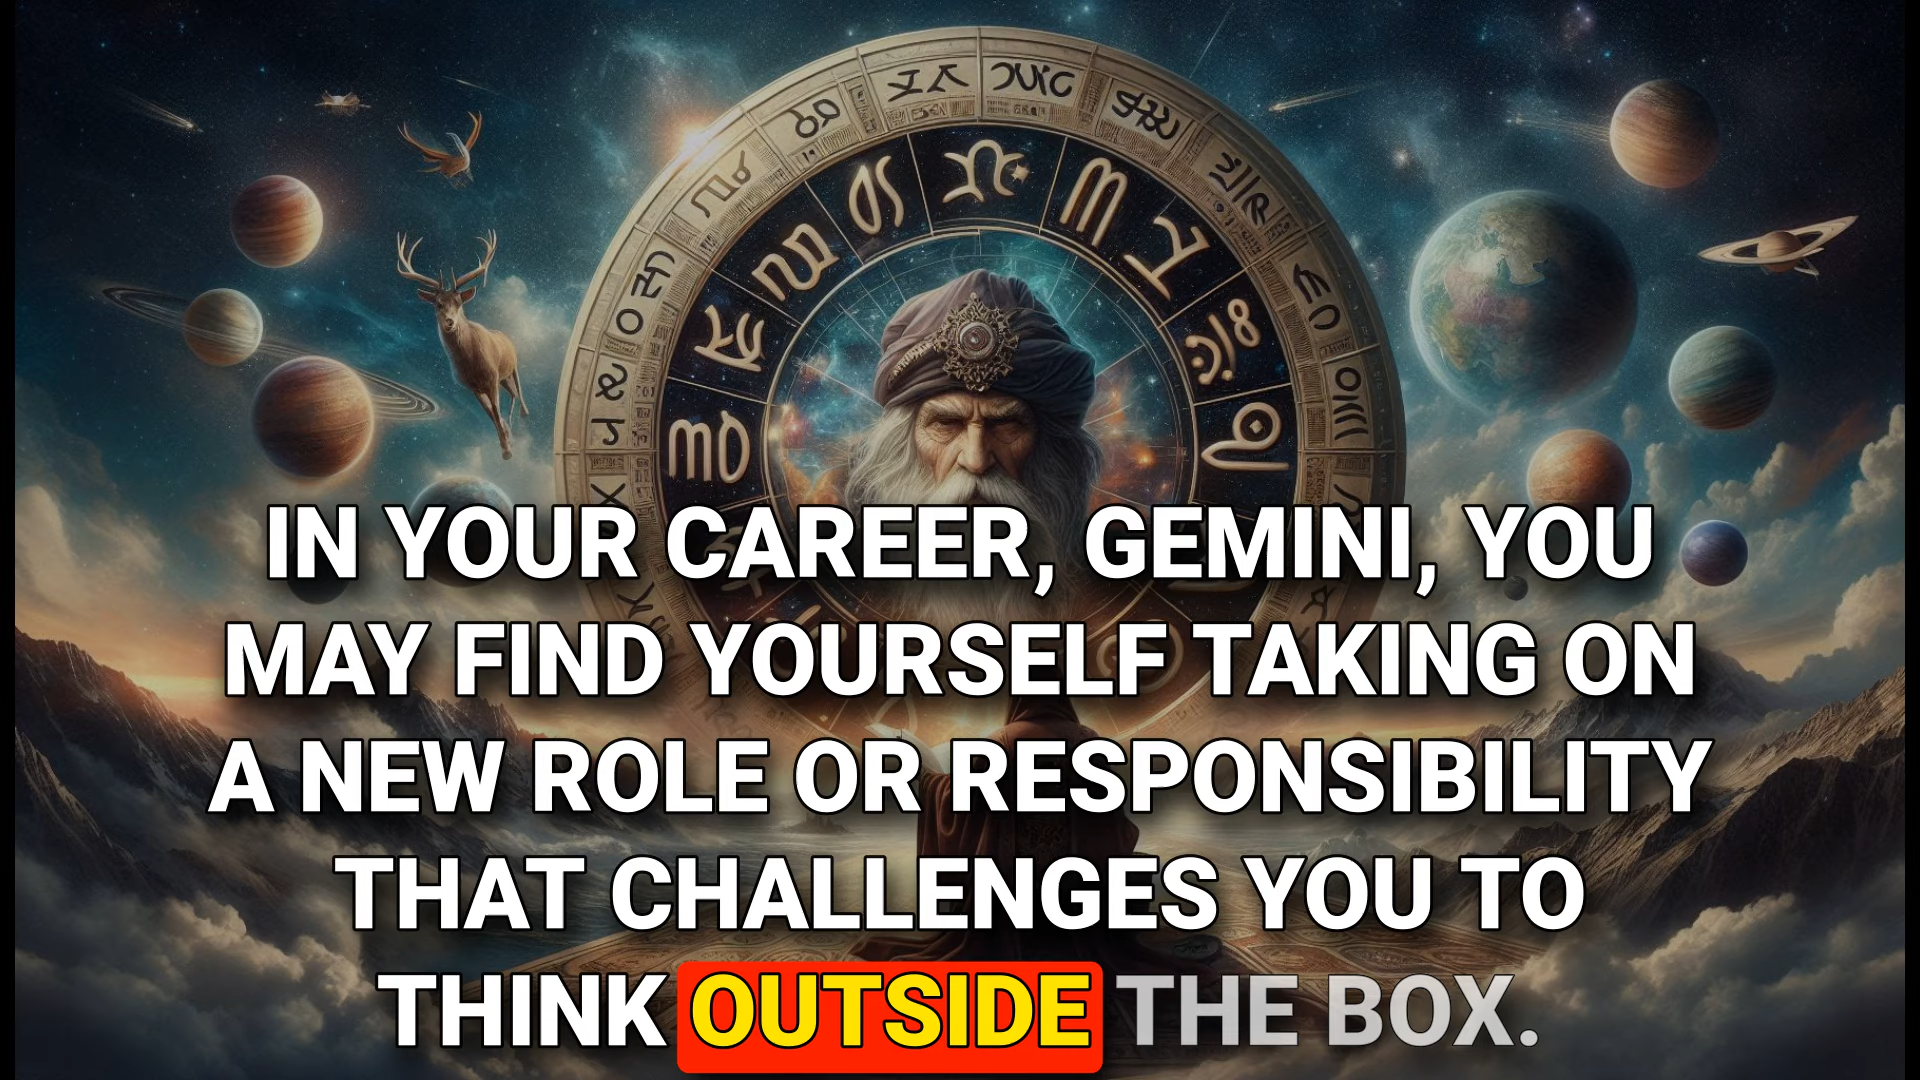 IN YOUR CAREER, GEMINI, YOU
MAY FIND YOURSELF TAKING ON
A NEW ROLE OR RESPONSIBILITY
THAT CHALLENGES YOU TO
THINK OUTSIDE THE BOX.